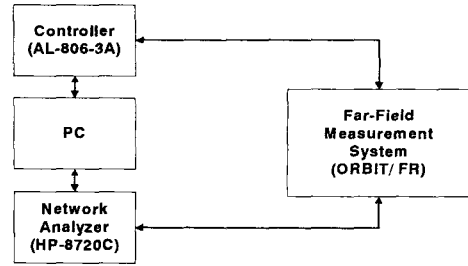 Controller
(AL-806-3A)
PC
Far-Field
Measurement
System
(ORBIT/ FR)
Network
Analyzer
(HP-8720C)